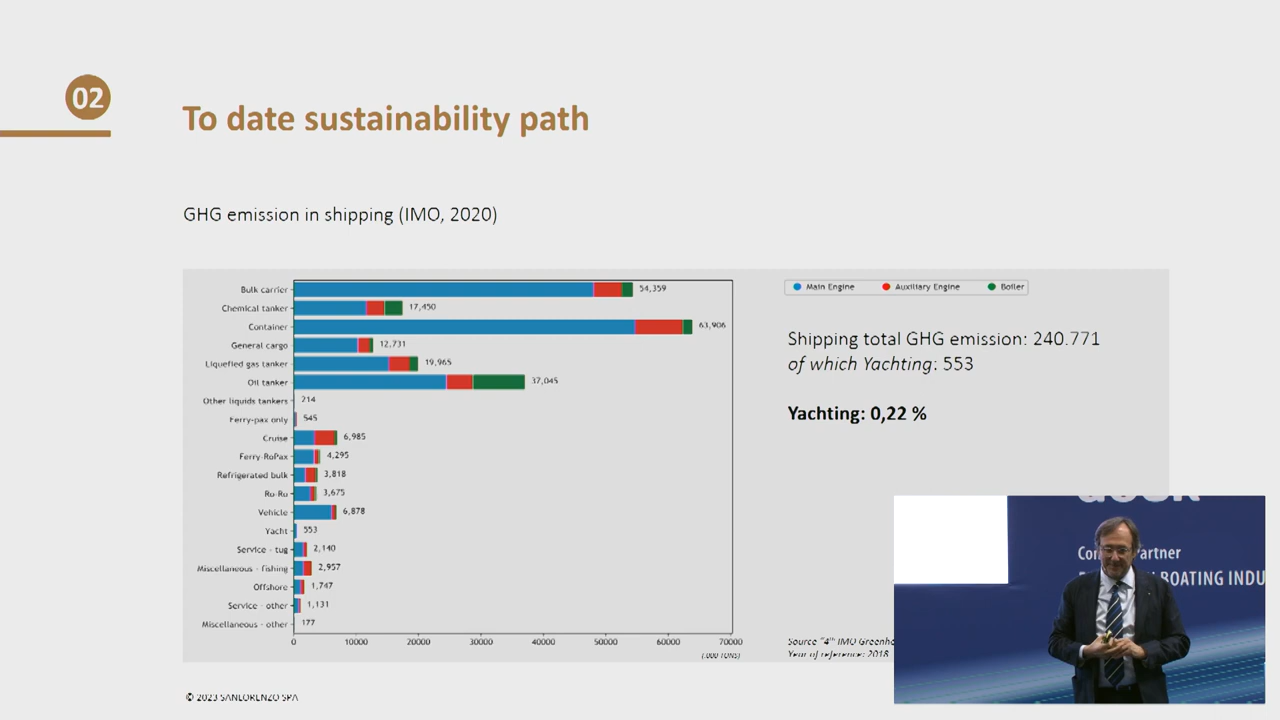 02
To date sustainability path
GHG emission in shipping (IMO, 2020)
Bulk carrier 54,359
Chemical tanker 17,450
Container 63,906
General cargo 12,731
Liquefied gas tanker 19,965
Oil tanker 37,045
Other liquids tankers 214
Ferry-pax only 545
Cruise 6,985
Ferry-RoPax 4,295
Refrigerated bulk 3,818
Ro-Ro 3,675
Vehicle 6,878
Yacht 553
Service - tug 2,140
Miscellaneous - fishing 2,957
Offshore 1,747
Service - other 1,131
Miscellaneous - other 177
0 10000 20000 30000 40000 50000 60000 70000
(.000 TONS)
Main Engine Auxiliary Engine Boiler
Shipping total GHG emission: 240.771
of which Yachting: 553
Yachting: 0,22 %
Source "4th IMO Greenh
Year of reference: 2018
artner
BOATING INDU
© 2023 SANLORENZO SPA